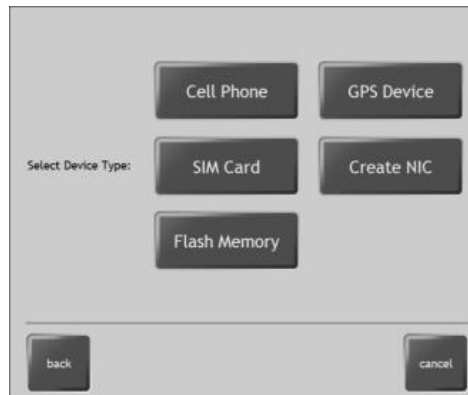 Cell Phone GPS Device
Select Device Type: SIM Card Create NIC
Flash Memory
back cancel